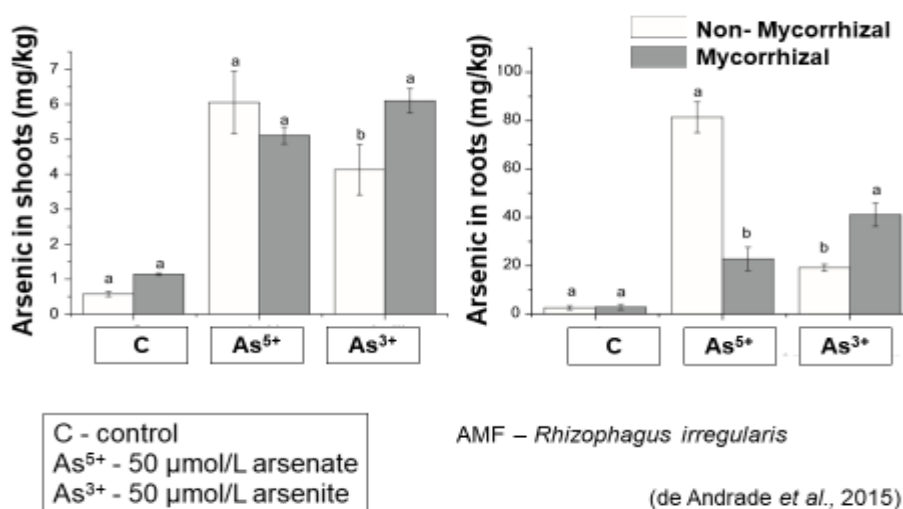 Non- Mycorrhizal
Mycorrhizal
Arsenic in shoots (mg/kg)
7
6
5
4
3
2
1
0
a
a
a
a
b
a
C
As⁵⁺
As³⁺
Arsenic in roots (mg/kg)
100
80
60
40
20
0
a
a
a
b
b
a
C
As⁵⁺
As³⁺
C - control
As⁵⁺ - 50 µmol/L arsenate
As³⁺ - 50 µmol/L arsenite
AMF – Rhizophagus irregularis
(de Andrade et al., 2015)